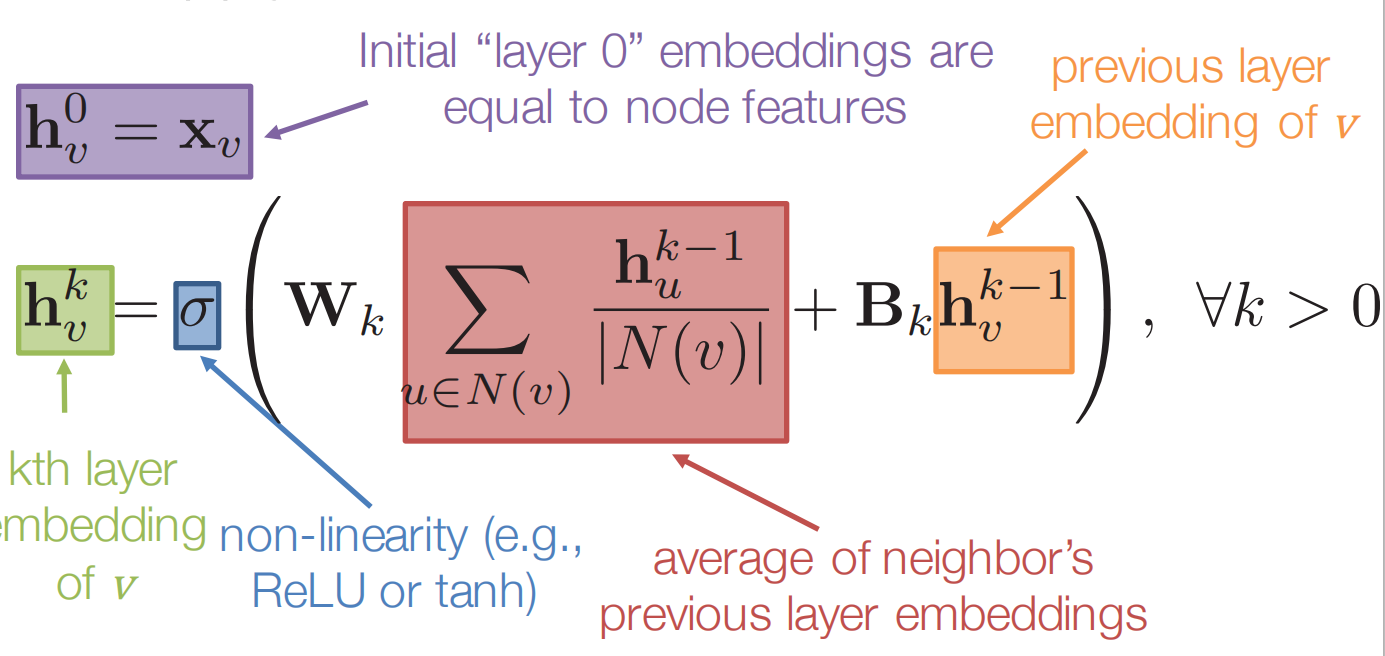 Initial “layer 0” embeddings are
equal to node features
previous layer
embedding of v
h_v^0 = x_v
h_v^k = σ ( W_k ∑_{u∈N(v)} h_u^{k−1} / |N(v)| + B_k h_v^{k−1} ) , ∀k > 0
kth layer
embedding
of v
non-linearity (e.g.,
ReLU or tanh)
average of neighbor’s
previous layer embeddings